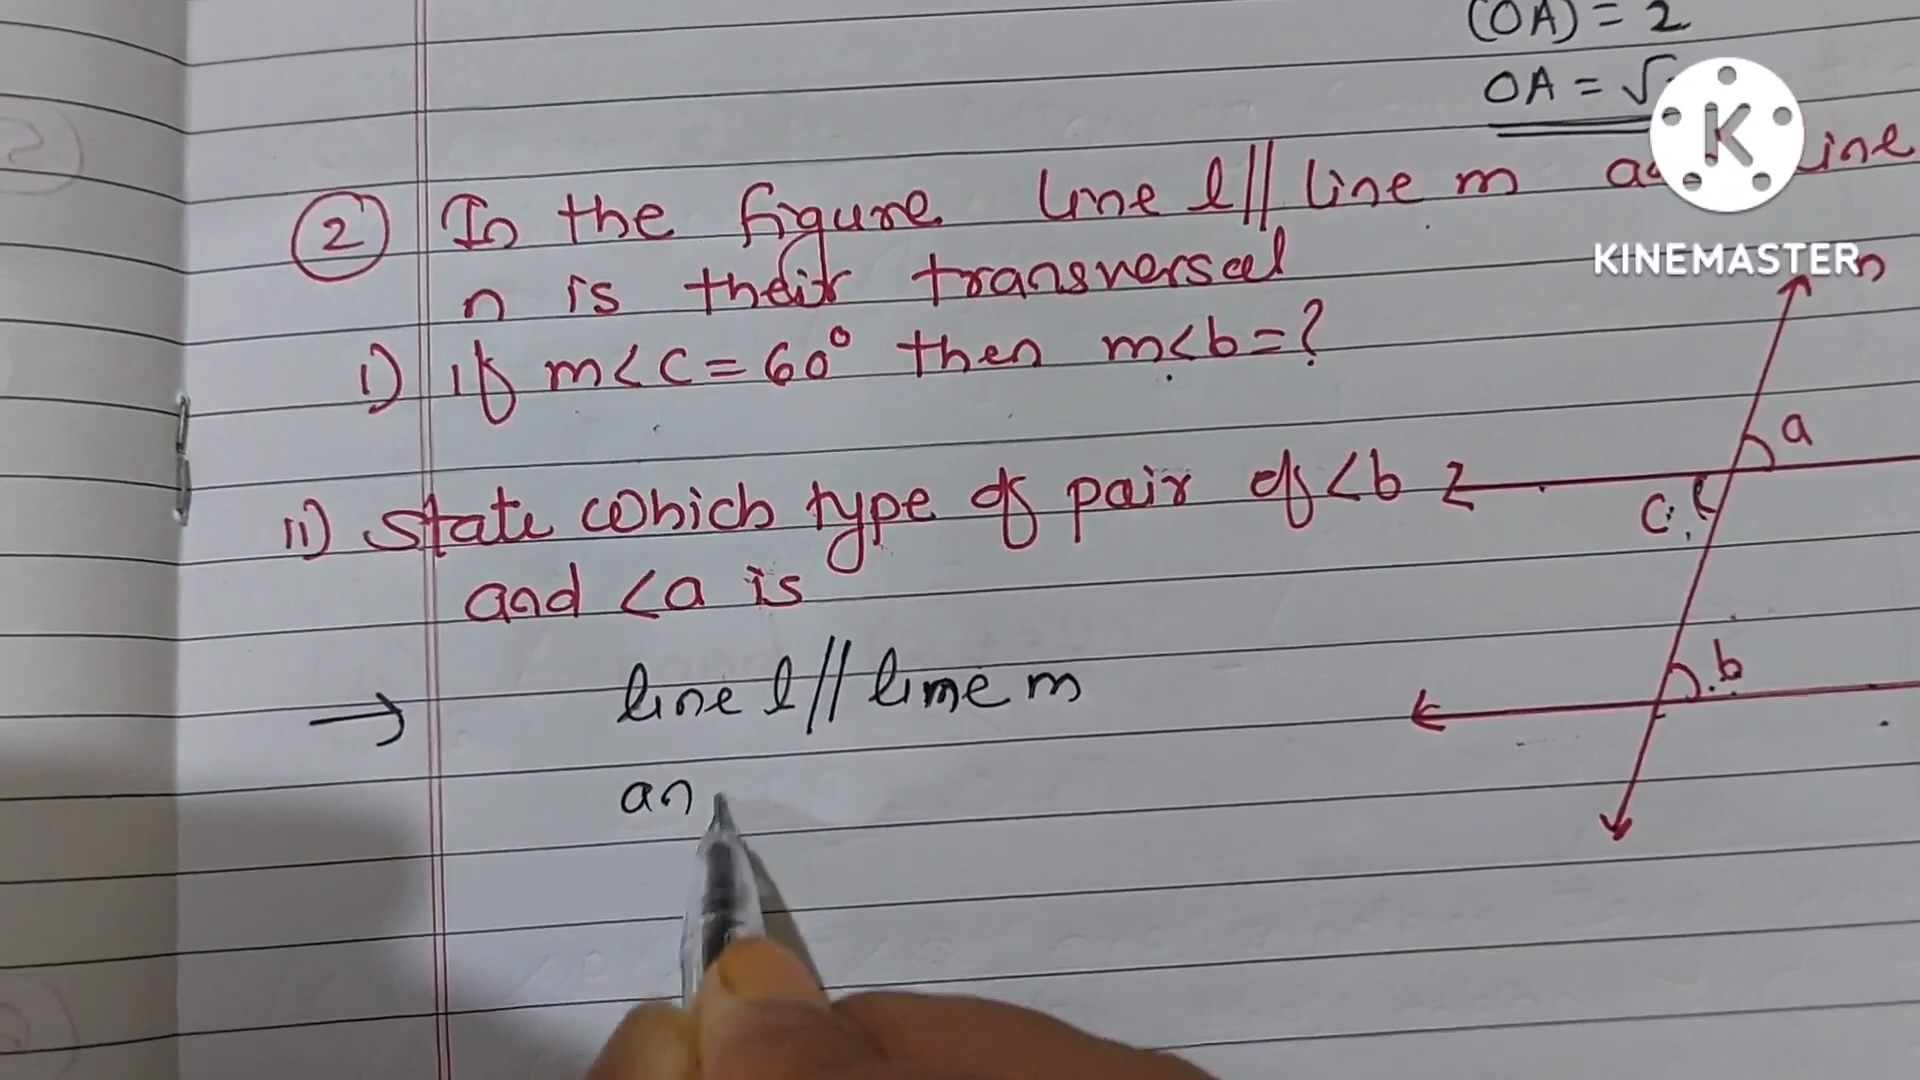 (OA) = 2
OA = √
K
KINEMASTER
② In the figure line l // line m line
n is their transversal
i) if m<c = 60° then m<b = ?
ii) State which type of pair of <b
and <a is
→ line l // line m
an
n
a
c
b